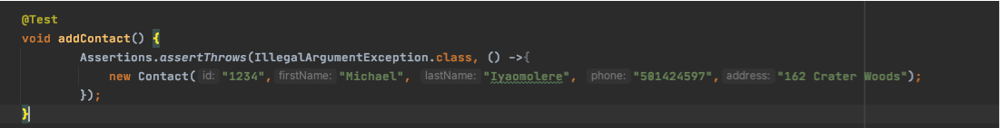 @Test
void addContact() {
Assertions.assertThrows(IllegalArgumentException.class, () ->{
new Contact( id: "1234", firstName: "Michael", lastName: "Iyaomolere", phone: "501424597", address: "162 Crater Woods");
});
}